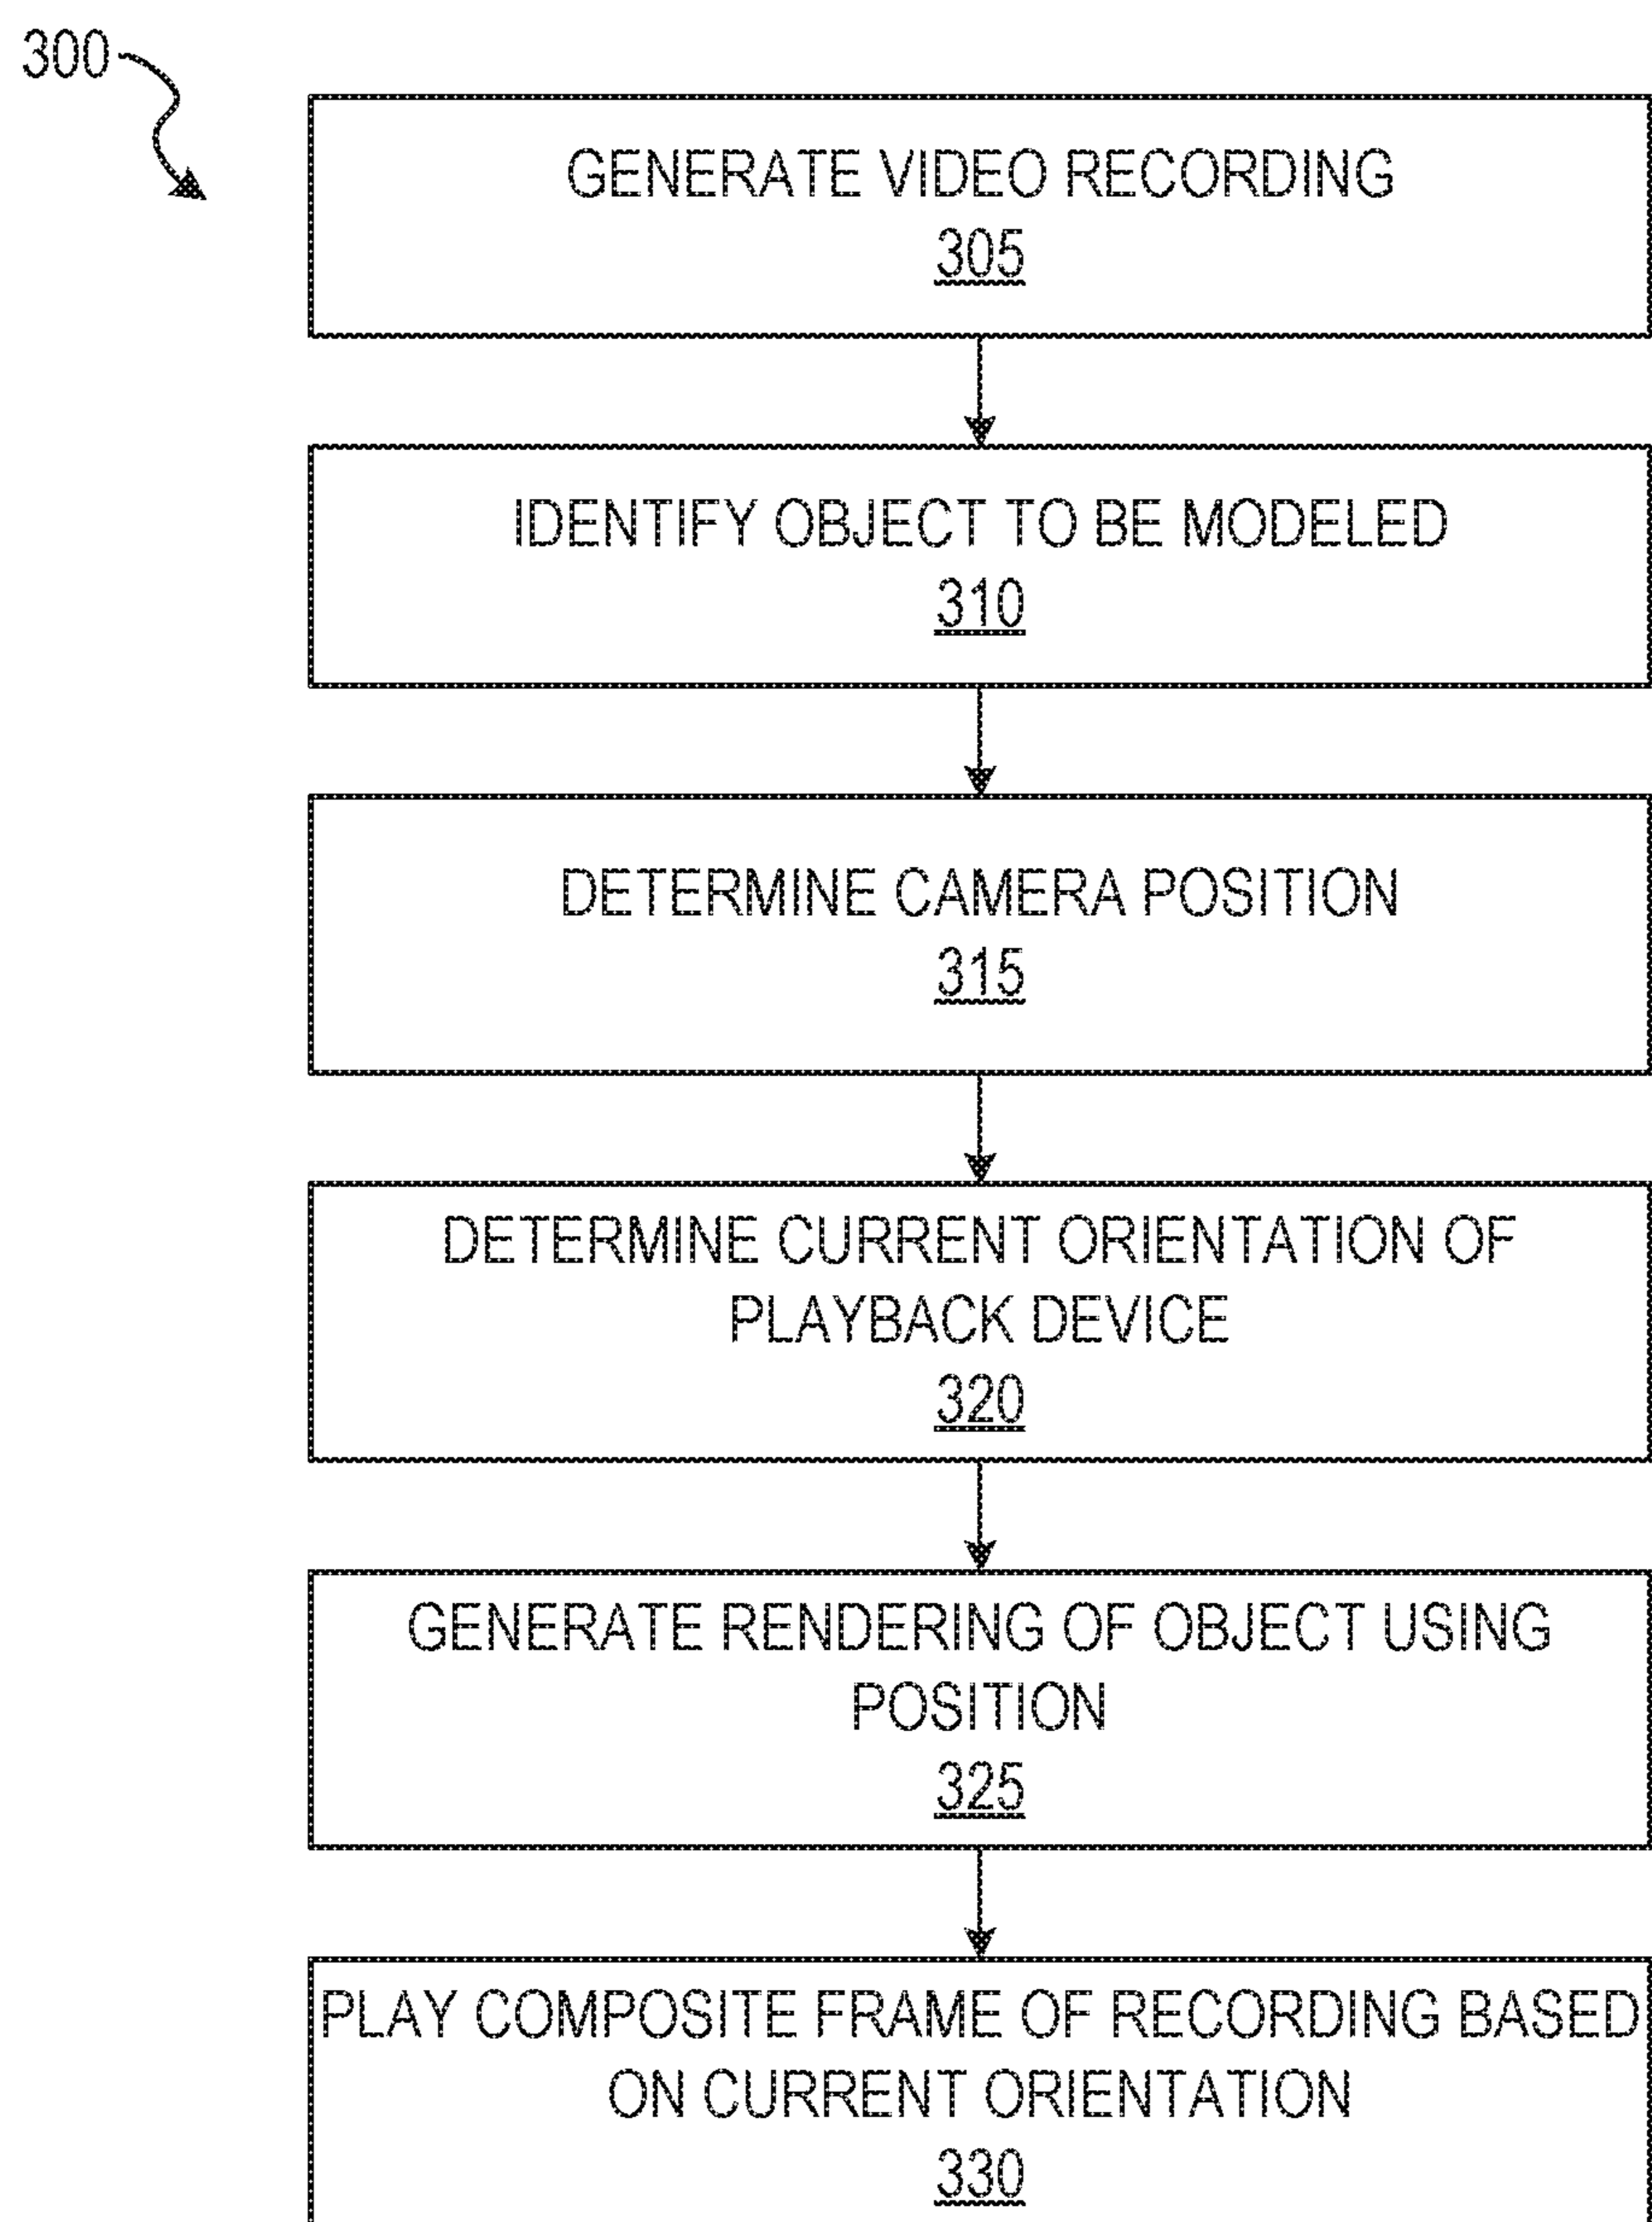 300
GENERATE VIDEO RECORDING
305
IDENTIFY OBJECT TO BE MODELED
310
DETERMINE CAMERA POSITION
315
DETERMINE CURRENT ORIENTATION OF
PLAYBACK DEVICE
320
GENERATE RENDERING OF OBJECT USING
POSITION
325
PLAY COMPOSITE FRAME OF RECORDING BASED
ON CURRENT ORIENTATION
330